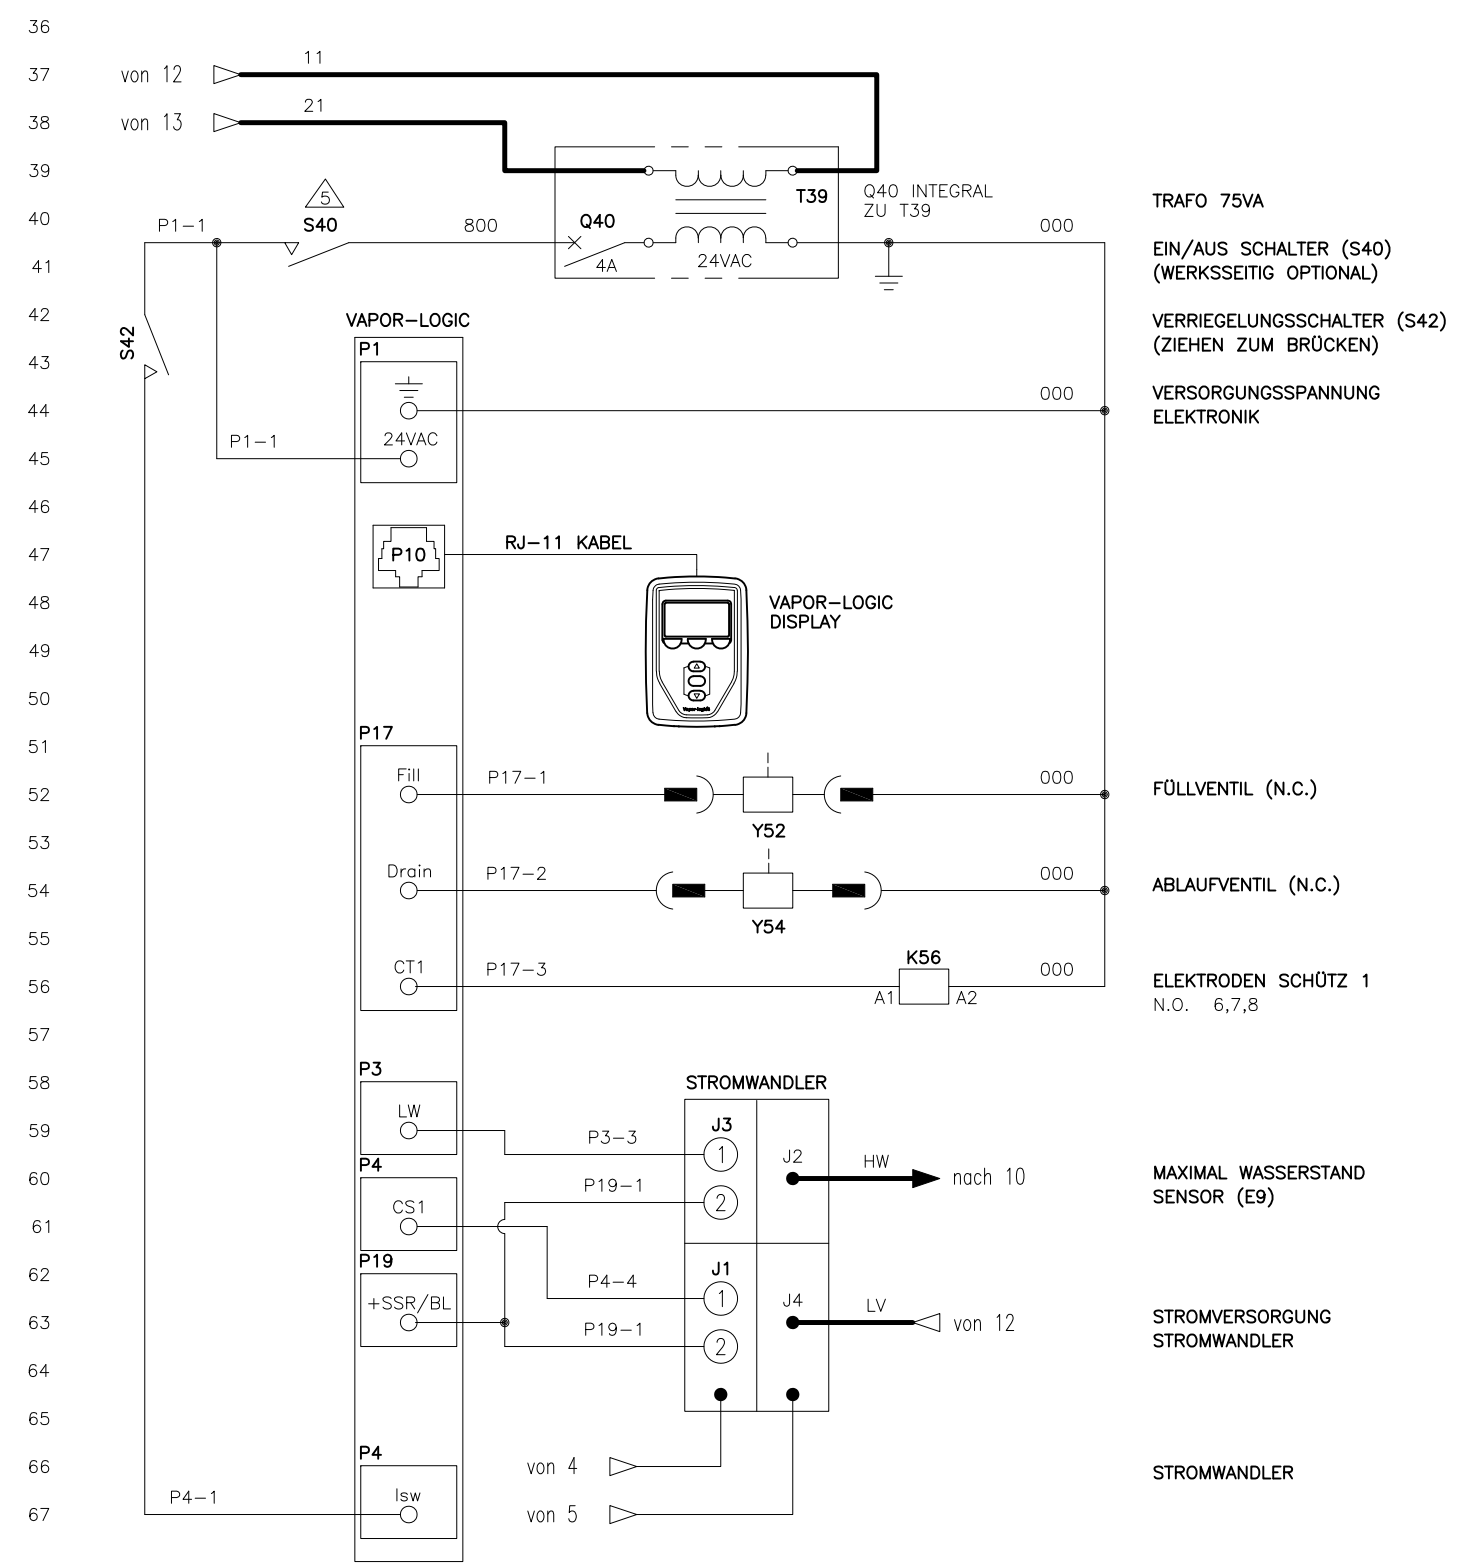 36
11
37 von 12
21
38 von 13
39
5
T39
Q40 INTEGRAL
ZU T39
TRAFO 75VA
40
P1-1 S40 800 Q40 000
4A 24VAC
EIN/AUS SCHALTER (S40)
41 (WERKSSEITIG OPTIONAL)
42
S42
VAPOR-LOGIC
VERRIEGELUNGSSCHALTER (S42)
(ZIEHEN ZUM BRÜCKEN)
43
P1
000
VERSORGUNGSSPANNUNG
44 ELEKTRONIK
P1-1 24VAC
45
46
47 P10 RJ-11 KABEL
48 VAPOR-LOGIC
DISPLAY
49
50
Vapor-logic
51
P17
Fill P17-1 000
52 FÜLLVENTIL (N.C.)
Y52
53
Drain P17-2 000
54 ABLAUFVENTIL (N.C.)
Y54
55
K56
CT1 P17-3 000
56 ELEKTRODEN SCHÜTZ 1
A1 A2
N.O. 6,7,8
57
P3
58 STROMWANDLER
LW J3
59 P3-3 1
P4
J2 HW
60 nach 10
MAXIMAL WASSERSTAND
SENSOR (E9)
P19-1 2
CS1
61
P19
62 J1
P4-4 1
+SSR/BL J4 LV
63 von 12
STROMVERSORGUNG
STROMWANDLER
P19-1 2
64
65
P4
66 von 4 STROMWANDLER
Isw
P4-1
67 von 5